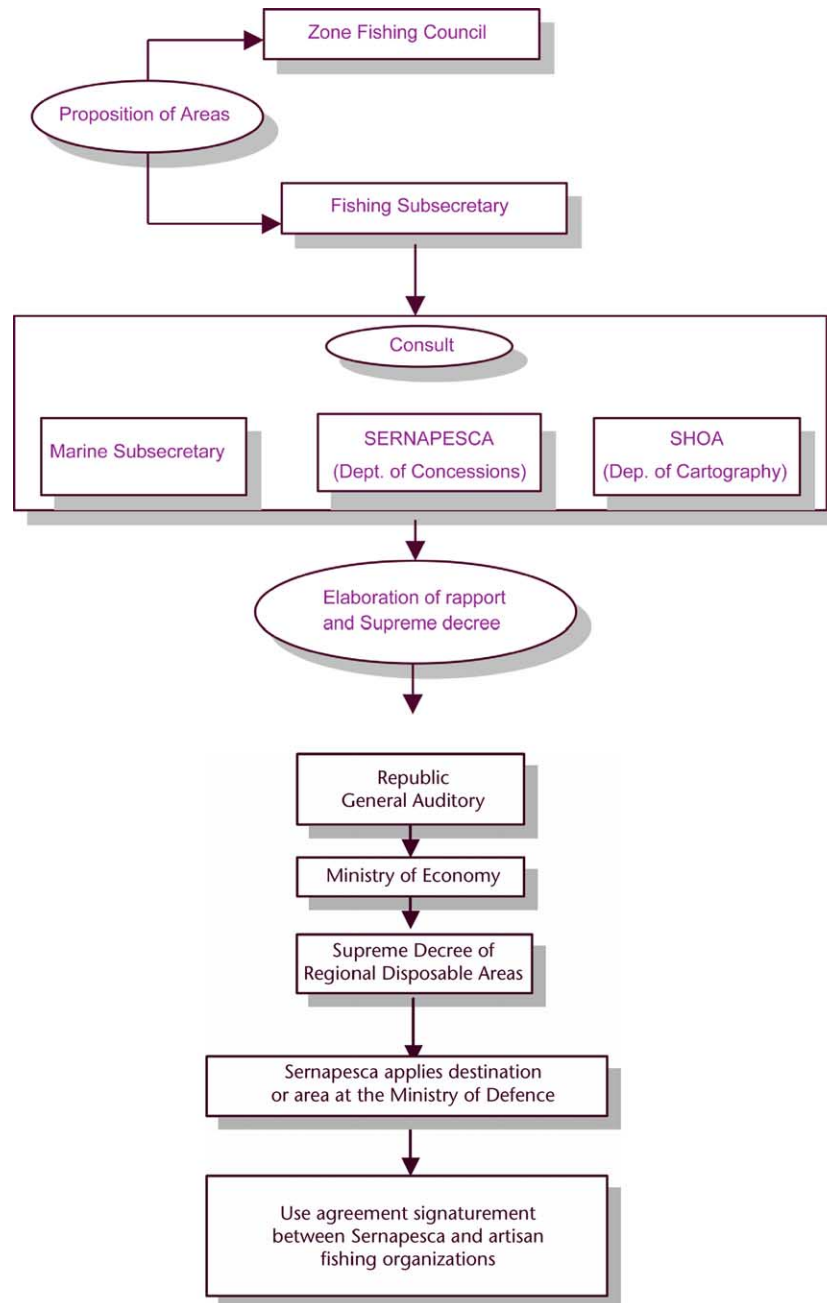 Zone Fishing Council
Proposition of Areas
Fishing Subsecretary
Consult
Marine Subsecretary
SERNAPESCA
(Dept. of Concessions)
SHOA
(Dep. of Cartography)
Elaboration of rapport
and Supreme decree
Republic
General Auditory
Ministry of Economy
Supreme Decree of
Regional Disposable Areas
Sernapesca applies destination
or area at the Ministry of Defence
Use agreement signaturement
between Sernapesca and artisan
fishing organizations